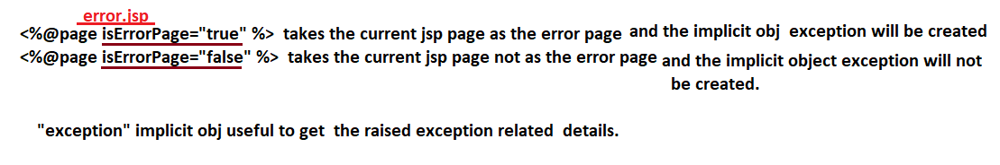 error.jsp
<%@page isErrorPage="true" %> takes the current jsp page as the error page and the implicit obj exception will be created
<%@page isErrorPage="false" %> takes the current jsp page not as the error page and the implicit object exception will not
be created.
"exception" implicit obj useful to get the raised exception related details.